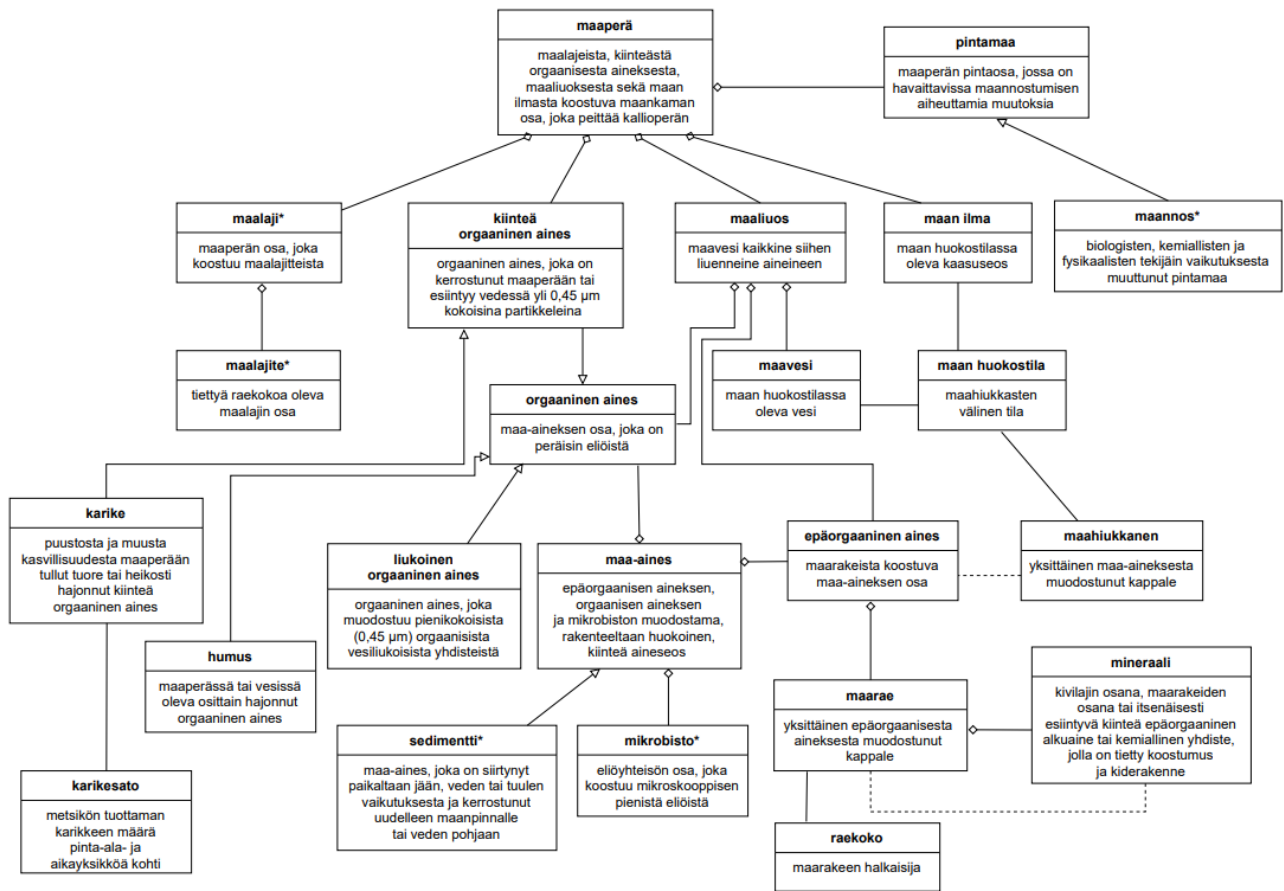 maaperä
maalajeista, kiinteästä
orgaanisesta aineksesta,
maaliuoksesta sekä maan
ilmasta koostuva maankaman
osa, joka peittää kallioperän
pintamaa
maaperän pintaosa, jossa on
havaittavissa maannostumisen
aiheuttamia muutoksia
maalaji*
maaperän osa, joka
koostuu maalajitteista
kiinteä
orgaaninen aines
orgaaninen aines, joka on
kerrostunut maaperään tai
esiintyy vedessä yli 0,45 µm
kokoisina partikkeleina
maaliuos
maavesi kaikkine siihen
liuenneine aineineen
maan ilma
maan huokostilassa
oleva kaasuseos
maannos*
biologisten, kemiallisten ja
fysikaalisten tekijäin vaikutuksesta
muuttunut pintamaa
maalajite*
tiettyä raekokoa oleva
maalajin osa
orgaaninen aines
maa-aineksen osa, joka on
peräisin eliöistä
maavesi
maan huokostilassa
oleva vesi
maan huokostila
maahiukkasten
välinen tila
karike
puustosta ja muusta
kasvillisuudesta maaperään
tullut tuore tai heikosti
hajonnut kiinteä
orgaaninen aines
liukoinen
orgaaninen aines
orgaaninen aines, joka
muodostuu pienikokoisista
(0,45 µm) orgaanisista
vesiliukoisista yhdisteistä
maa-aines
epäorgaanisen aineksen,
orgaanisen aineksen
ja mikrobiston muodostama,
rakenteeltaan huokoinen,
kiinteä aineseos
epäorgaaninen aines
maarakeista koostuva
maa-aineksen osa
maahiukkanen
yksittäinen maa-aineksesta
muodostunut kappale
humus
maaperässä tai vesissä
oleva osittain hajonnut
orgaaninen aines
sedimentti*
maa-aines, joka on siirtynyt
paikaltaan jään, veden tai tuulen
vaikutuksesta ja kerrostunut
uudelleen maanpinnalle
tai veden pohjaan
mikrobisto*
eliöyhteisön osa, joka
koostuu mikroskooppisen
pienistä eliöistä
maarae
yksittäinen epäorgaanisesta
aineksesta muodostunut
kappale
mineraali
kivilajin osana, maarakeiden
osana tai itsenäisesti
esiintyvä kiinteä epäorgaaninen
alkuaine tai kemiallinen yhdiste,
jolla on tietty koostumus
ja kiderakenne
karikesato
metsikön tuottaman
karikkeen määrä
pinta-ala- ja
aikayksikköä kohti
raekoko
maarakeen halkaisija